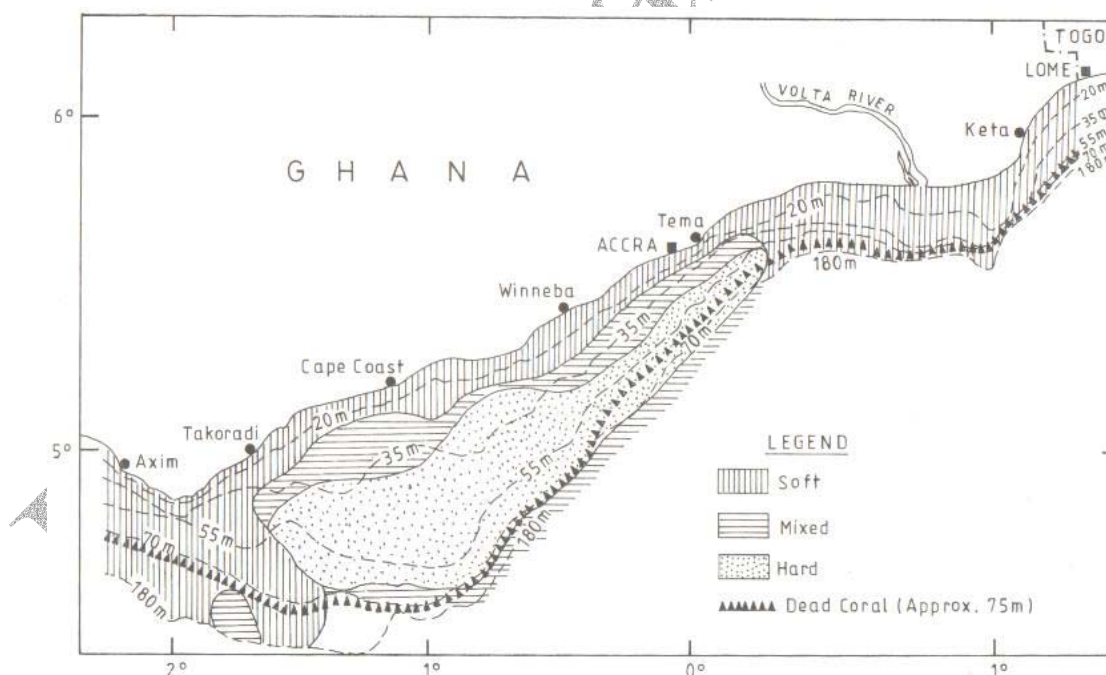 TOGO
LOME
20m
35m
55m
70m
180m
VOLTA RIVER
6°
Keta
GHANA
20m
Tema
ACCRA
180m
Winneba
35m
70m
Cape Coast
20m
Takoradi
5°
Axim
35m
55m
LEGEND
Soft
55m
180m
Mixed
70m
Hard
180m
Dead Coral (Approx. 75m)
2°
1°
0°
1°